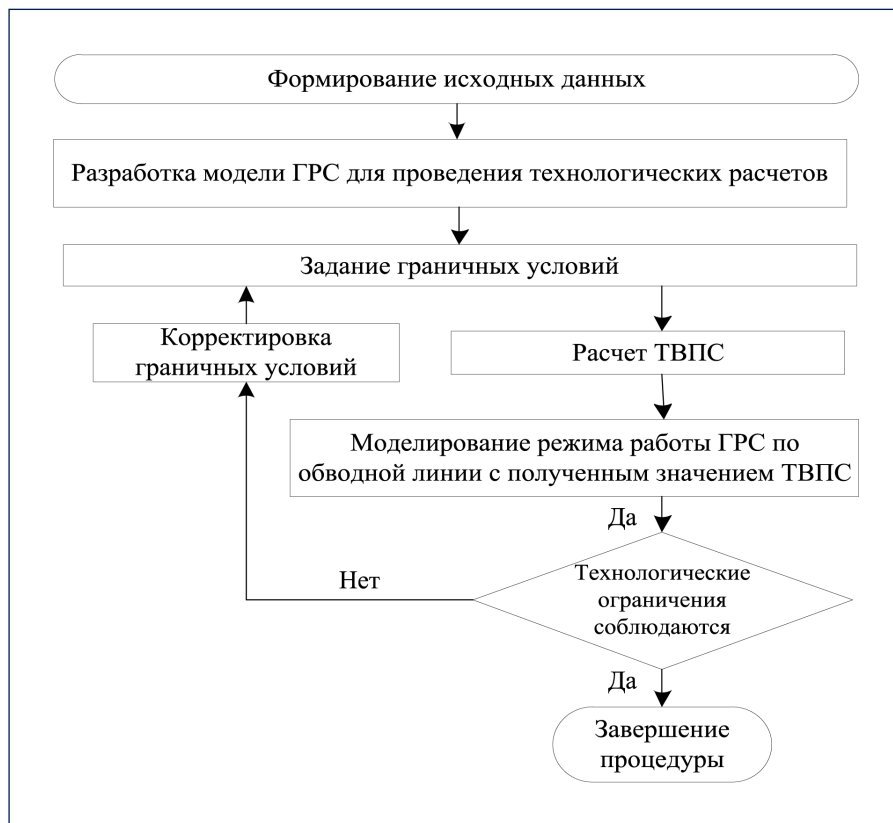 Формирование исходных данных
Разработка модели ГРС для проведения технологических расчетов
Задание граничных условий
Корректировка
граничных условий
Расчет ТВПС
Моделирование режима работы ГРС по
обводной линии с полученным значением ТВПС
Да
Нет
Технологические
ограничения
соблюдаются
Да
Завершение
процедуры